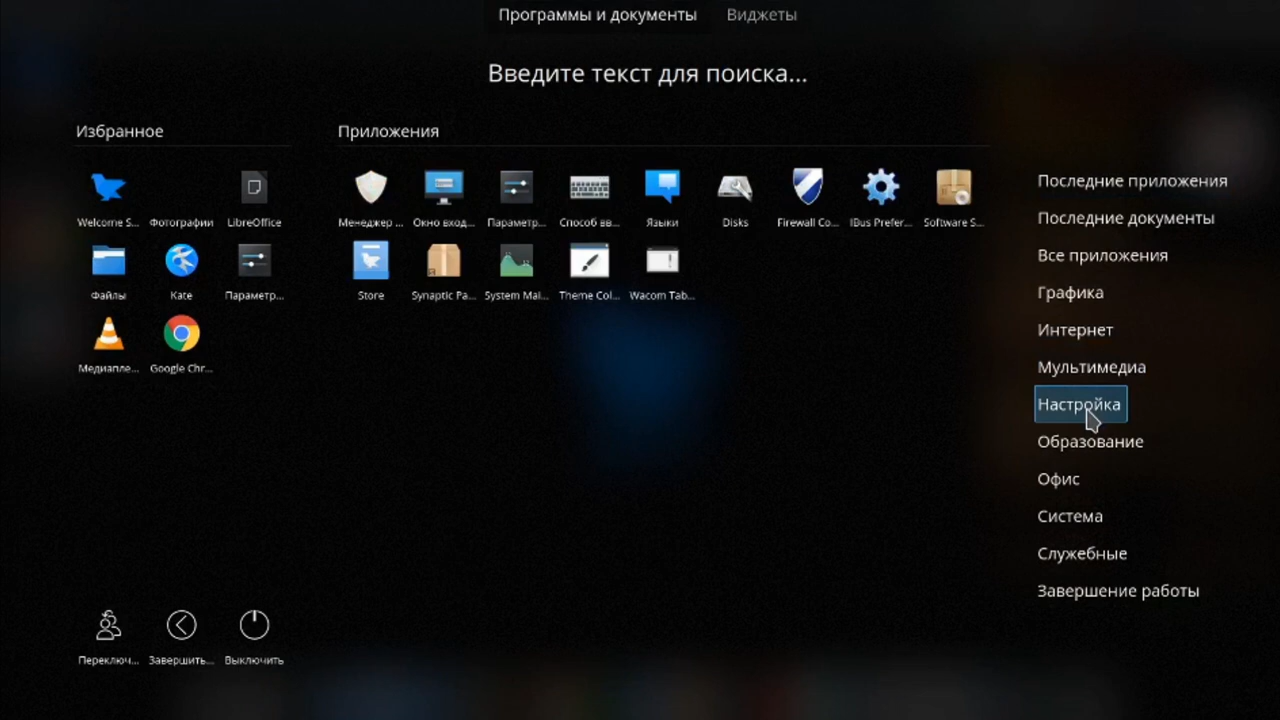 Программы и документы Виджеты
Введите текст для поиска...
Избранное
Welcome S... Фотографии LibreOffice
Файлы Kate Параметр...
Медиапле... Google Chr...
Приложения
Менеджер ... Окно вход... Параметр... Способ вв... Языки Disks Firewall Co... IBus Prefer... Software S...
Store Synaptic Pa... System Mai... Theme Col... Wacom Tab...
Последние приложения
Последние документы
Все приложения
Графика
Интернет
Мультимедиа
Настройка
Образование
Офис
Система
Служебные
Завершение работы
Переключ... Завершить... Выключить